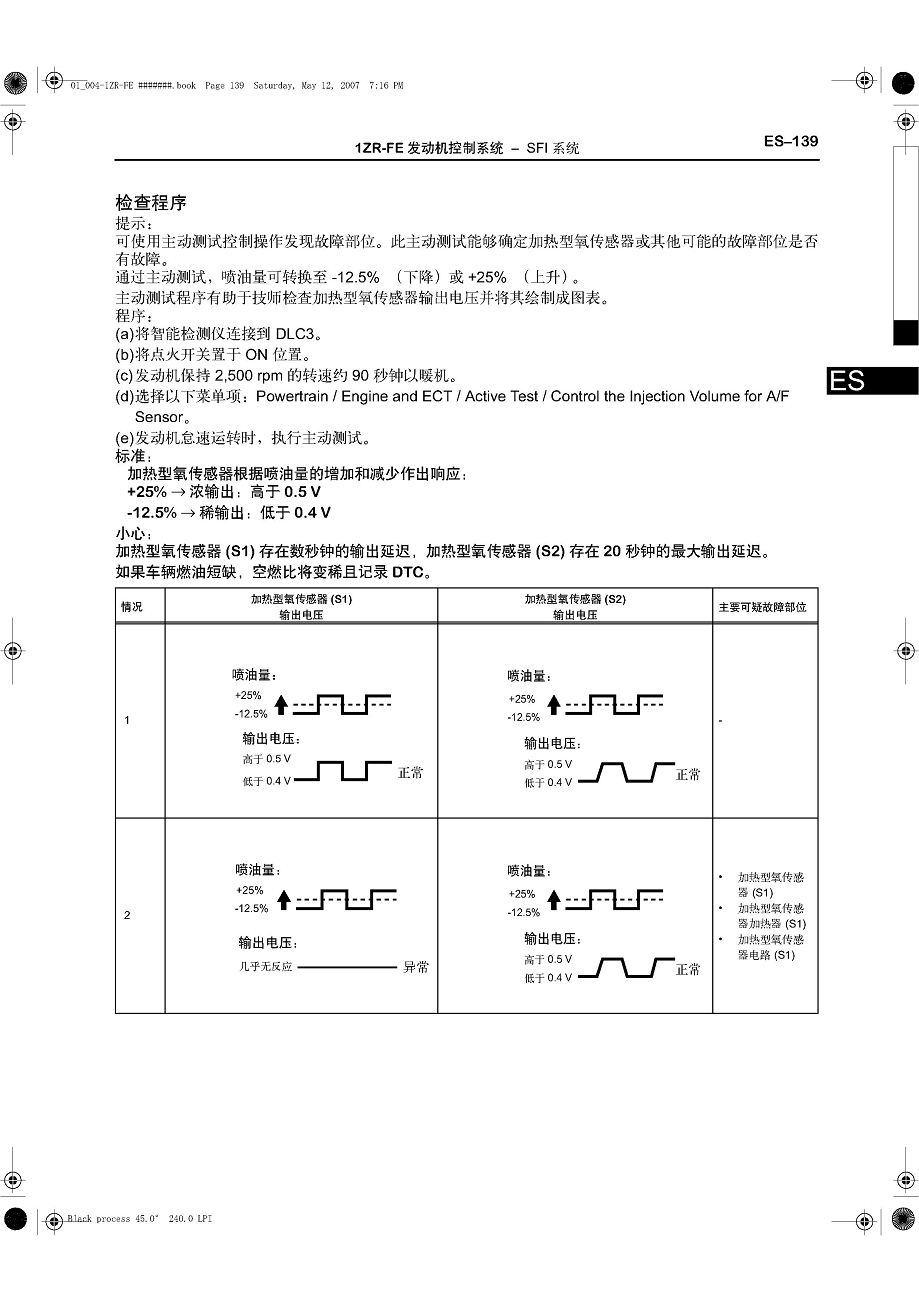 01_004-1ZR-FE #######.book Page 139 Saturday, May 12, 2007 7:16 PM
1ZR-FE 发动机控制系统 – SFI 系统
ES–139
检查程序
提示：
可使用主动测试控制操作发现故障部位。此主动测试能够确定加热型氧传感器或其他可能的故障部位是否
有故障。
通过主动测试，喷油量可转换至 -12.5% （下降）或 +25% （上升）。
主动测试程序有助于技师检查加热型氧传感器输出电压并将其绘制成图表。
程序：
(a)将智能检测仪连接到 DLC3。
(b)将点火开关置于 ON 位置。
(c)发动机保持 2,500 rpm 的转速约 90 秒钟以暖机。
ES
(d)选择以下菜单项：Powertrain / Engine and ECT / Active Test / Control the Injection Volume for A/F
Sensor。
(e)发动机怠速运转时，执行主动测试。
标准：
加热型氧传感器根据喷油量的增加和减少作出响应：
+25% → 浓输出：高于 0.5 V
-12.5% → 稀输出：低于 0.4 V
小心：
加热型氧传感器 (S1) 存在数秒钟的输出延迟，加热型氧传感器 (S2) 存在 20 秒钟的最大输出延迟。
如果车辆燃油短缺，空燃比将变稀且记录 DTC。
情况
加热型氧传感器 (S1)
输出电压
加热型氧传感器 (S2)
输出电压
主要可疑故障部位
1
喷油量：
+25%
-12.5%
输出电压：
高于 0.5 V
低于 0.4 V
正常
喷油量：
+25%
-12.5%
输出电压：
高于 0.5 V
低于 0.4 V
正常
-
2
喷油量：
+25%
-12.5%
输出电压：
几乎无反应
异常
喷油量：
+25%
-12.5%
输出电压：
高于 0.5 V
低于 0.4 V
正常
• 加热型氧传感
器 (S1)
• 加热型氧传感
器加热器 (S1)
• 加热型氧传感
器电路 (S1)
Black process 45.0° 240.0 LPI